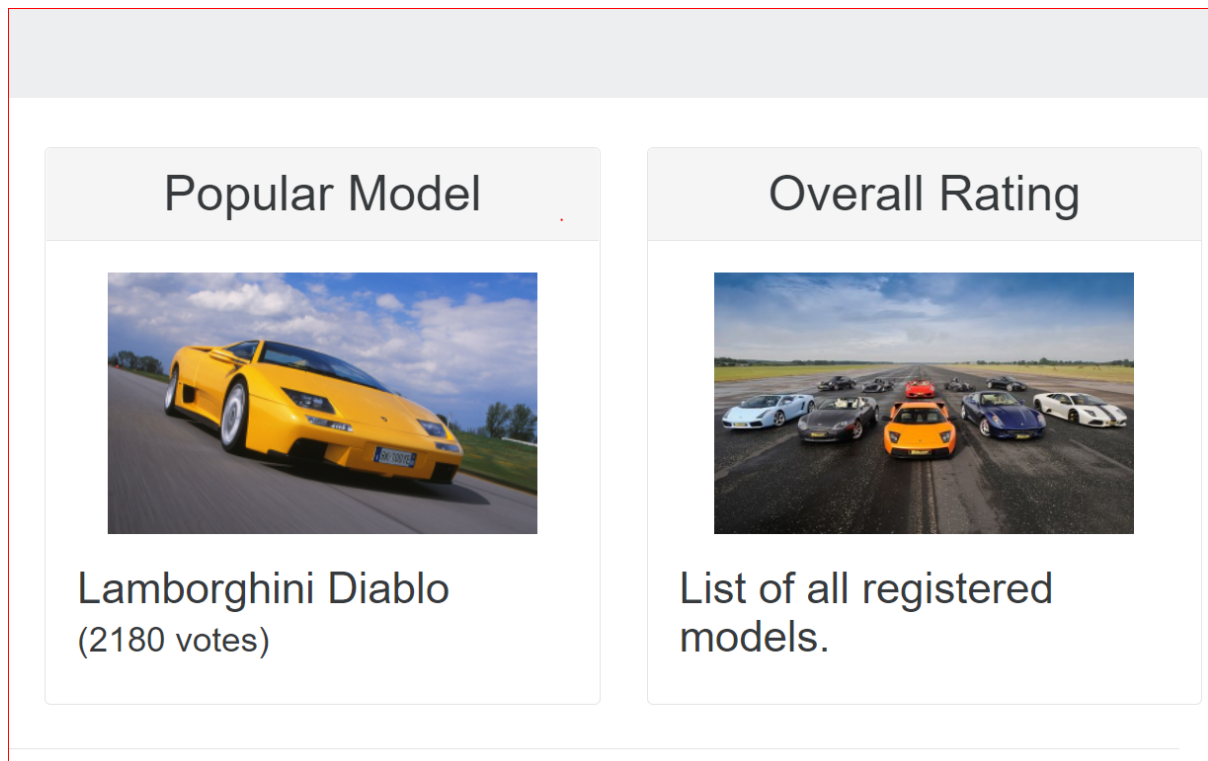 Popular Model
Overall Rating
Lamborghini Diablo
(2180 votes)
List of all registered
models.